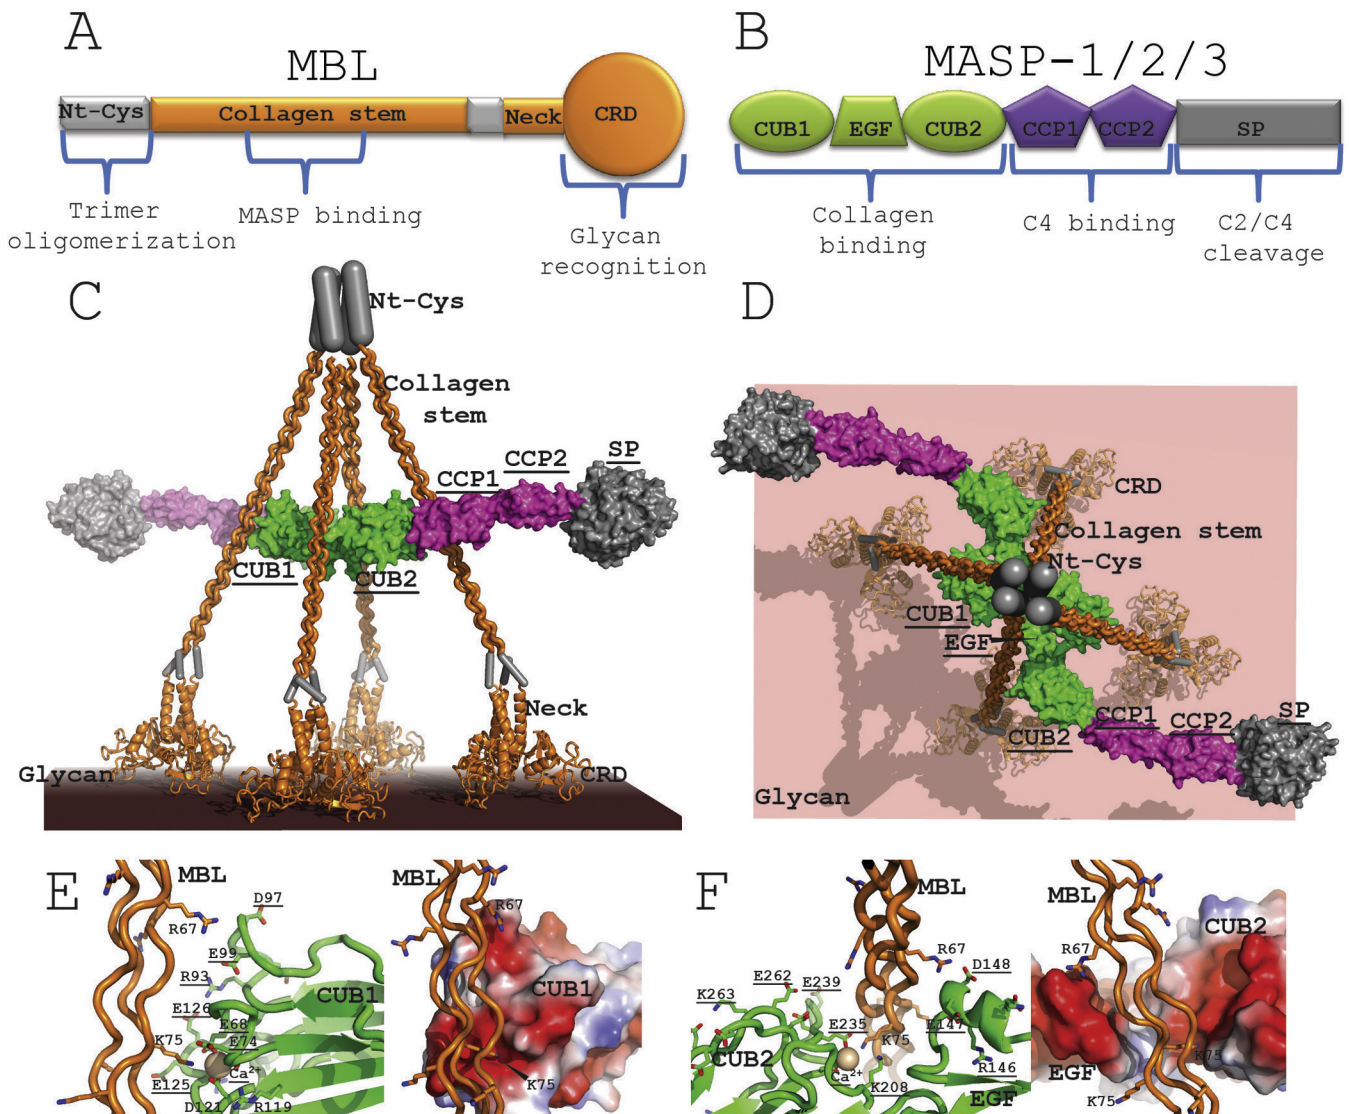 A
MBL
Nt-Cys
Collagen stem
Neck
CRD
Trimer
oligomerization
MASP binding
Glycan
recognition
B
MASP-1/2/3
CUB1
EGF
CUB2
CCP1
CCP2
SP
Collagen
binding
C4 binding
C2/C4
cleavage
C
Nt-Cys
Collagen
stem
SP
CCP2
CCP1
CUB1
CUB2
Neck
Glycan
CRD
D
CRD
Collagen stem
Nt-Cys
CUB1
EGF
CUB2
CCP1
CCP2
SP
Glycan
E
MBL
D97
R67
E99
R93
CUB1
E126
E68
K75
E74
E125
Ca2+
D121
R119
MBL
R67
CUB1
K75
F
MBL
R67
D148
E262
E239
K263
E235
E147
K75
CUB2
Ca2+
K208
R146
EGF
MBL
CUB2
R67
K75
EGF
K75